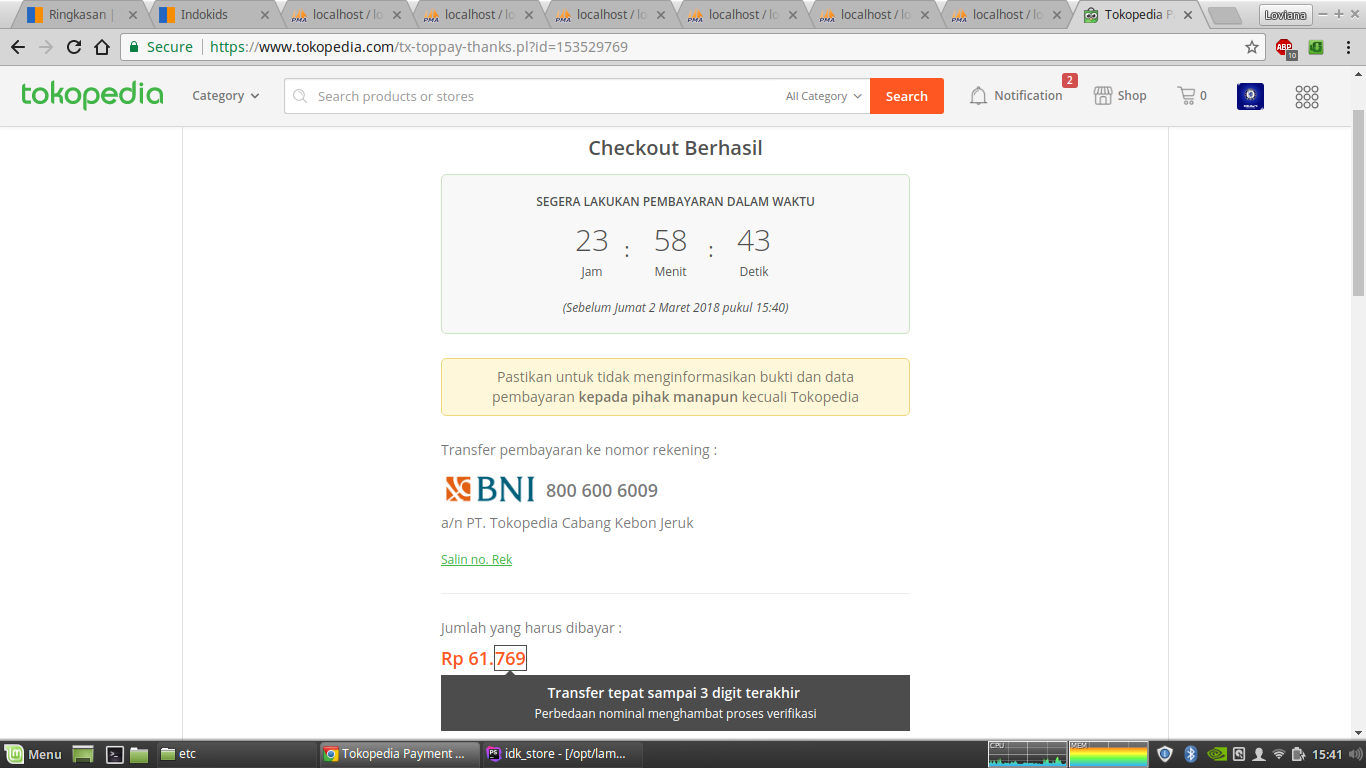 Ringkasan |
Indokids
localhost / lo
localhost / lo
localhost / lo
localhost / lo
localhost / lo
localhost / lo
Tokopedia P
Loviana
Secure
https://www.tokopedia.com/tx-toppay-thanks.pl?id=153529769
ABP
10
tokopedia
Category
Search products or stores
All Category
Search
Notification
2
Shop
0
Checkout Berhasil
SEGERA LAKUKAN PEMBAYARAN DALAM WAKTU
23 : 58 : 43
Jam Menit Detik
(Sebelum Jumat 2 Maret 2018 pukul 15:40)
Pastikan untuk tidak menginformasikan bukti dan data
pembayaran kepada pihak manapun kecuali Tokopedia
Transfer pembayaran ke nomor rekening :
BNI 800 600 6009
a/n PT. Tokopedia Cabang Kebon Jeruk
Salin no. Rek
Jumlah yang harus dibayar :
Rp 61.769
Transfer tepat sampai 3 digit terakhir
Perbedaan nominal menghambat proses verifikasi
Menu
etc
Tokopedia Payment ...
PS
idk_store - [/opt/lam...
CPU
MEM
15:41